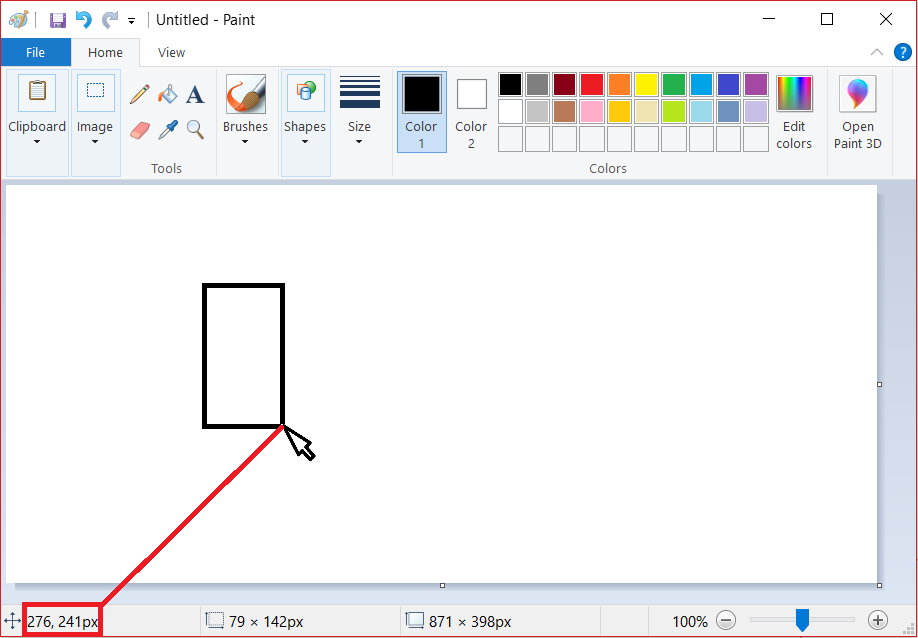 Untitled - Paint
File Home View
?
Clipboard Image A Brushes Shapes Size Color 1 Color 2 Edit colors Open Paint 3D
Tools Colors
276, 241px 79 × 142px 871 × 398px 100%